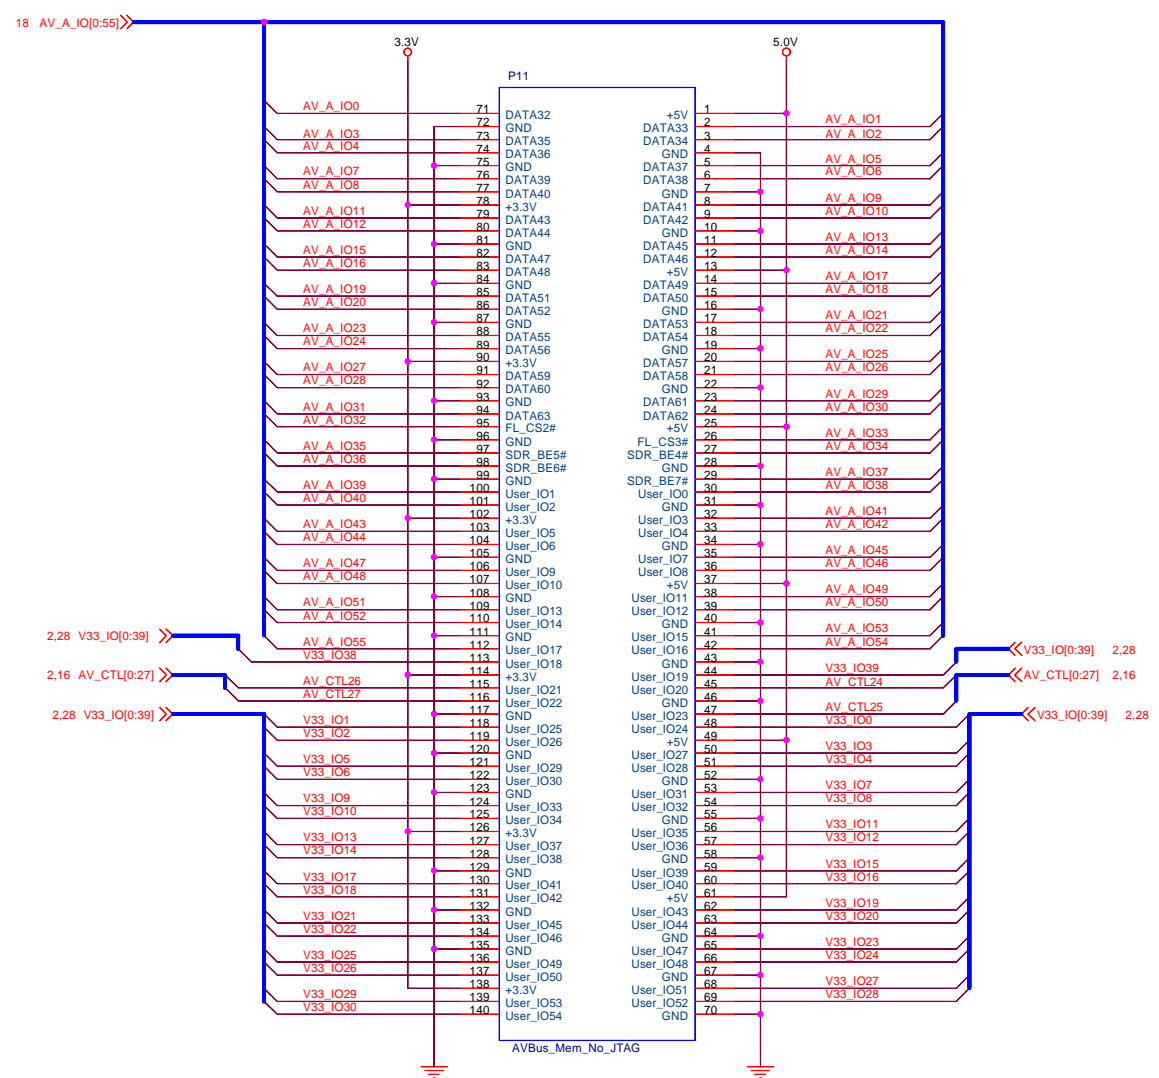 18 AV_A_IO[0:55]
3.3V 5.0V
P11
AV_A_IO0 71 DATA32 +5V 1
72 GND DATA33 2 AV_A_IO1
AV_A_IO3 73 DATA35 DATA34 3 AV_A_IO2
AV_A_IO4 74 DATA36 GND 4
75 GND DATA37 5 AV_A_IO5
AV_A_IO7 76 DATA39 DATA38 6 AV_A_IO6
AV_A_IO8 77 DATA40 GND 7
78 +3.3V DATA41 8 AV_A_IO9
AV_A_IO11 79 DATA43 DATA42 9 AV_A_IO10
AV_A_IO12 80 DATA44 GND 10
81 GND DATA45 11 AV_A_IO13
AV_A_IO15 82 DATA47 DATA46 12 AV_A_IO14
AV_A_IO16 83 DATA48 +5V 13
84 GND DATA49 14 AV_A_IO17
AV_A_IO19 85 DATA51 DATA50 15 AV_A_IO18
AV_A_IO20 86 DATA52 GND 16
87 GND DATA53 17 AV_A_IO21
AV_A_IO23 88 DATA55 DATA54 18 AV_A_IO22
AV_A_IO24 89 DATA56 GND 19
90 +3.3V DATA57 20 AV_A_IO25
AV_A_IO27 91 DATA59 DATA58 21 AV_A_IO26
AV_A_IO28 92 DATA60 GND 22
93 GND DATA61 23 AV_A_IO29
AV_A_IO31 94 DATA63 DATA62 24 AV_A_IO30
AV_A_IO32 95 FL_CS2# +5V 25
96 GND FL_CS3# 26 AV_A_IO33
AV_A_IO35 97 SDR_BE5# SDR_BE4# 27 AV_A_IO34
AV_A_IO36 98 SDR_BE6# GND 28
99 GND SDR_BE7# 29 AV_A_IO37
AV_A_IO39 100 User_IO1 User_IO0 30 AV_A_IO38
AV_A_IO40 101 User_IO2 GND 31
102 +3.3V User_IO3 32 AV_A_IO41
AV_A_IO43 103 User_IO5 User_IO4 33 AV_A_IO42
AV_A_IO44 104 User_IO6 GND 34
105 GND User_IO7 35 AV_A_IO45
AV_A_IO47 106 User_IO9 User_IO8 36 AV_A_IO46
AV_A_IO48 107 User_IO10 +5V 37
108 GND User_IO11 38 AV_A_IO49
AV_A_IO51 109 User_IO13 User_IO12 39 AV_A_IO50
AV_A_IO52 110 User_IO14 GND 40
2,28 V33_IO[0:39] 111 GND User_IO15 41 AV_A_IO53
AV_A_IO55 112 User_IO17 User_IO16 42 AV_A_IO54
V33_IO38 113 User_IO18 GND 43 V33_IO[0:39] 2,28
2,16 AV_CTL[0:27] 114 +3.3V User_IO19 44 V33_IO39 AV_CTL[0:27] 2,16
AV_CTL26 115 User_IO21 User_IO20 45 AV_CTL24
AV_CTL27 116 User_IO22 GND 46
2,28 V33_IO[0:39] 117 GND User_IO23 47 AV_CTL25 V33_IO[0:39] 2,28
V33_IO1 118 User_IO25 User_IO24 48 V33_IO0
V33_IO2 119 User_IO26 +5V 49
120 GND User_IO27 50 V33_IO3
V33_IO5 121 User_IO29 User_IO28 51 V33_IO4
V33_IO6 122 User_IO30 GND 52
123 GND User_IO31 53 V33_IO7
V33_IO9 124 User_IO33 User_IO32 54 V33_IO8
V33_IO10 125 User_IO34 GND 55
126 +3.3V User_IO35 56 V33_IO11
V33_IO13 127 User_IO37 User_IO36 57 V33_IO12
V33_IO14 128 User_IO38 GND 58
129 GND User_IO39 59 V33_IO15
V33_IO17 130 User_IO41 User_IO40 60 V33_IO16
V33_IO18 131 User_IO42 +5V 61
132 GND User_IO43 62 V33_IO19
V33_IO21 133 User_IO45 User_IO44 63 V33_IO20
V33_IO22 134 User_IO46 GND 64
135 GND User_IO47 65 V33_IO23
V33_IO25 136 User_IO49 User_IO48 66 V33_IO24
V33_IO26 137 User_IO50 GND 67
138 +3.3V User_IO51 68 V33_IO27
V33_IO29 139 User_IO53 User_IO52 69 V33_IO28
V33_IO30 140 User_IO54 GND 70
AVBus_Mem_No_JTAG